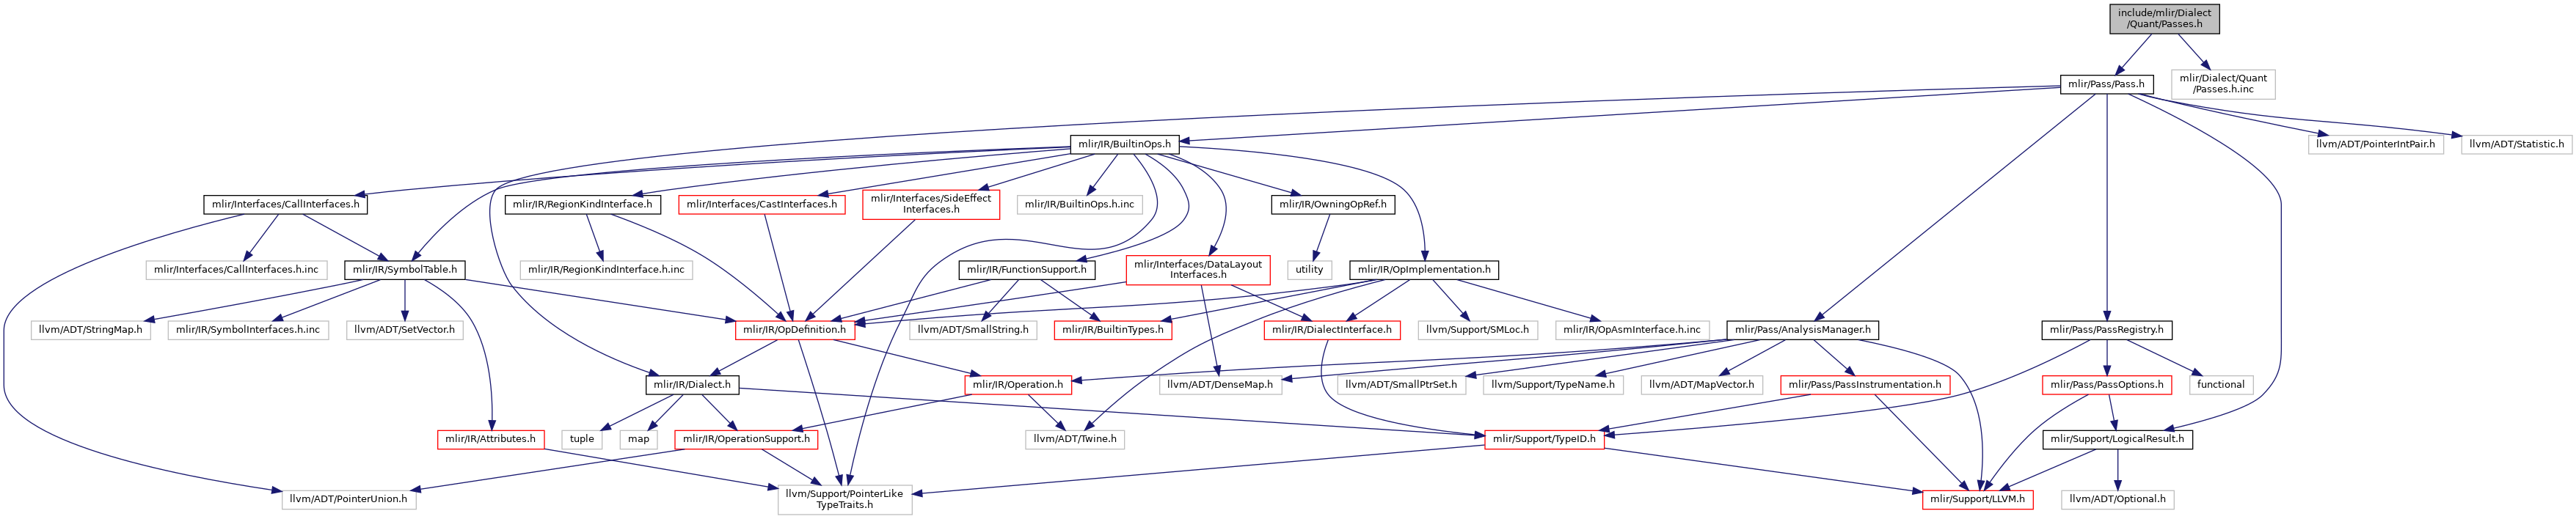 include/mlir/Dialect
/Quant/Passes.h
mlir/Pass/Pass.h
mlir/Dialect/Quant
/Passes.h.inc
mlir/IR/BuiltinOps.h
llvm/ADT/PointerIntPair.h
llvm/ADT/Statistic.h
mlir/Interfaces/CallInterfaces.h
mlir/IR/RegionKindInterface.h
mlir/Interfaces/CastInterfaces.h
mlir/Interfaces/SideEffect
Interfaces.h
mlir/IR/BuiltinOps.h.inc
mlir/IR/OwningOpRef.h
mlir/Interfaces/CallInterfaces.h.inc
mlir/IR/SymbolTable.h
mlir/IR/RegionKindInterface.h.inc
mlir/IR/FunctionSupport.h
mlir/Interfaces/DataLayout
Interfaces.h
utility
mlir/IR/OpImplementation.h
llvm/ADT/StringMap.h
mlir/IR/SymbolInterfaces.h.inc
llvm/ADT/SetVector.h
mlir/IR/OpDefinition.h
llvm/ADT/SmallString.h
mlir/IR/BuiltinTypes.h
mlir/IR/DialectInterface.h
llvm/Support/SMLoc.h
mlir/IR/OpAsmInterface.h.inc
mlir/Pass/AnalysisManager.h
mlir/Pass/PassRegistry.h
mlir/IR/Dialect.h
mlir/IR/Operation.h
llvm/ADT/DenseMap.h
llvm/ADT/SmallPtrSet.h
llvm/Support/TypeName.h
llvm/ADT/MapVector.h
mlir/Pass/PassInstrumentation.h
mlir/Pass/PassOptions.h
functional
mlir/IR/Attributes.h
tuple
map
mlir/IR/OperationSupport.h
llvm/ADT/Twine.h
mlir/Support/TypeID.h
mlir/Support/LogicalResult.h
llvm/ADT/PointerUnion.h
llvm/Support/PointerLike
TypeTraits.h
mlir/Support/LLVM.h
llvm/ADT/Optional.h